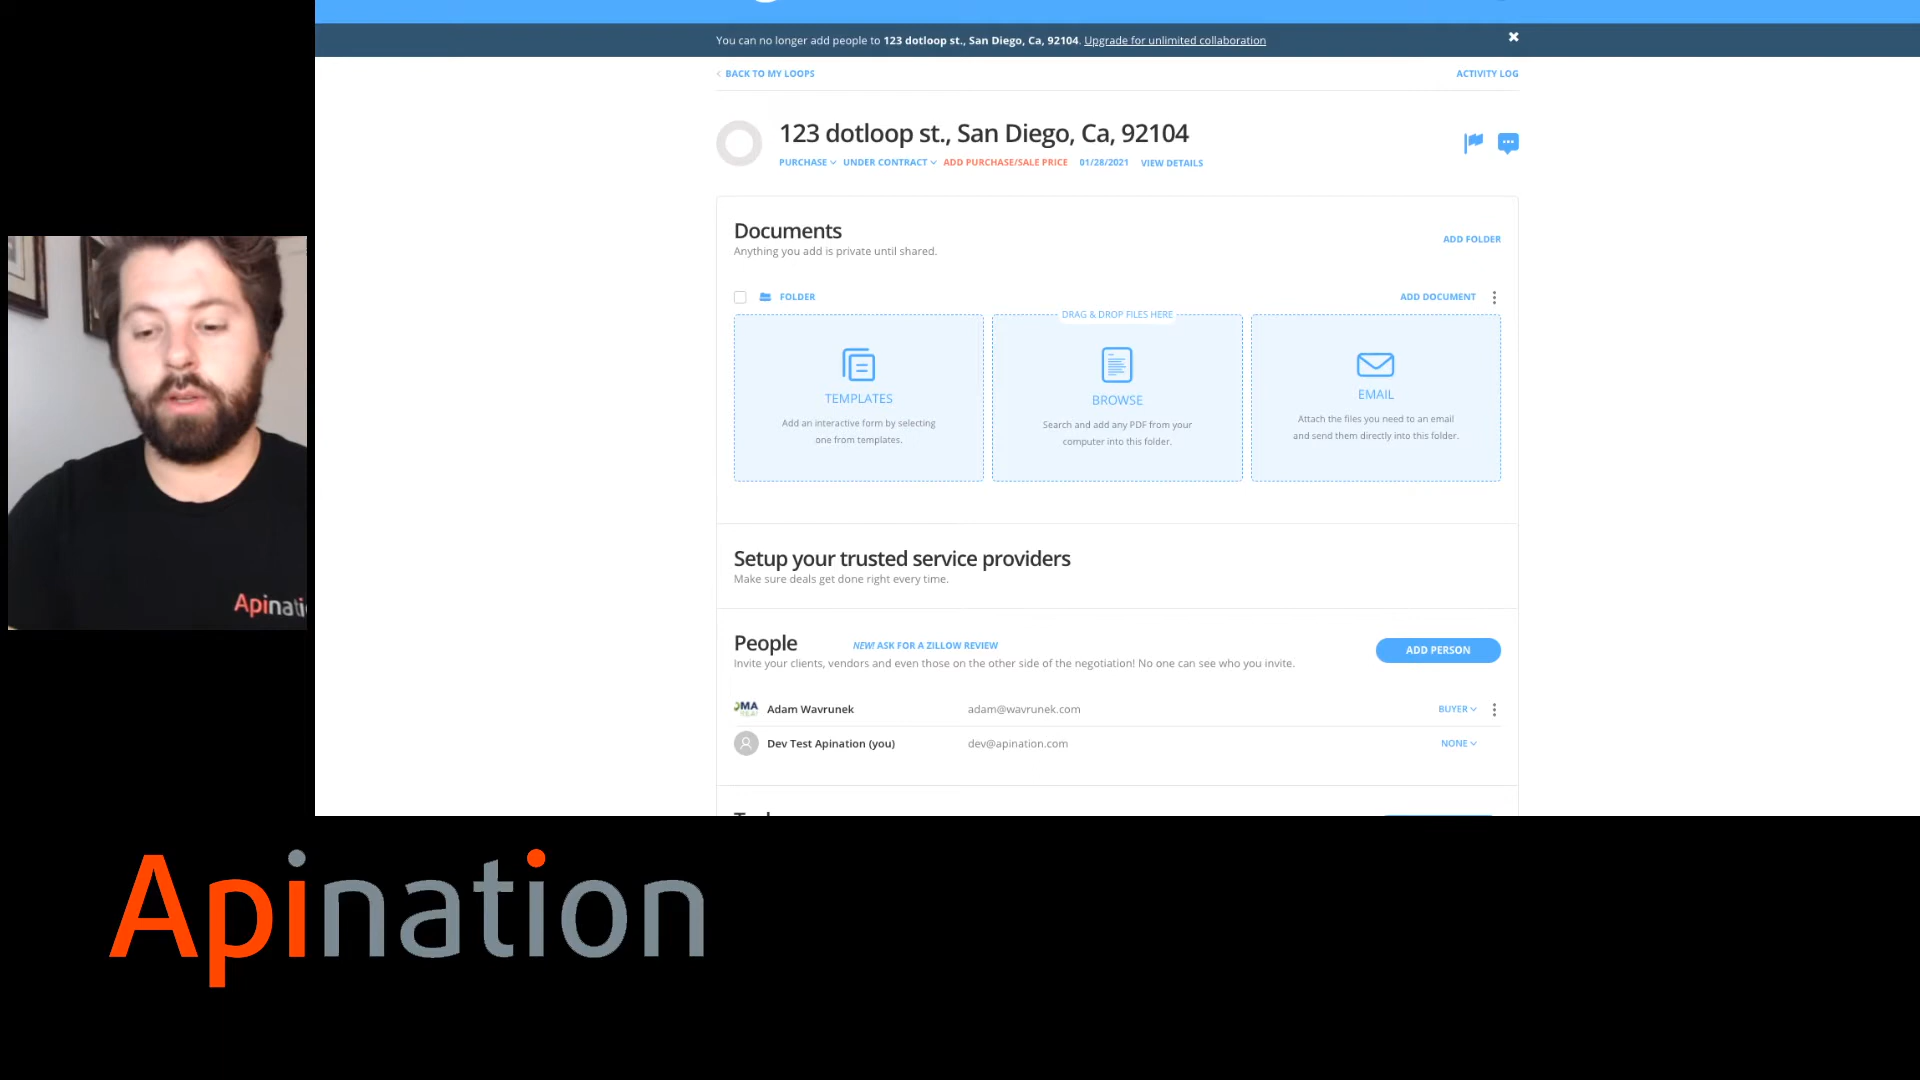 You can no longer add people to 123 dotloop st., San Diego, Ca, 92104. Upgrade for unlimited collaboration
BACK TO MY LOOPS
ACTIVITY LOG
123 dotloop st., San Diego, Ca, 92104
PURCHASE UNDER CONTRACT ADD PURCHASE/SALE PRICE 01/28/2021 VIEW DETAILS
Documents
Anything you add is private until shared.
ADD FOLDER
FOLDER
ADD DOCUMENT
DRAG & DROP FILES HERE
TEMPLATES
Add an interactive form by selecting
one from templates.
BROWSE
Search and add any PDF from your
computer into this folder.
EMAIL
Attach the files you need to an email
and send them directly into this folder.
Setup your trusted service providers
Make sure deals get done right every time.
People
NEW! ASK FOR A ZILLOW REVIEW
Invite your clients, vendors and even those on the other side of the negotiation! No one can see who you invite.
ADD PERSON
Adam Wavrunek adam@wavrunek.com BUYER
Dev Test Apination (you) dev@apination.com NONE
Apinati
Apination